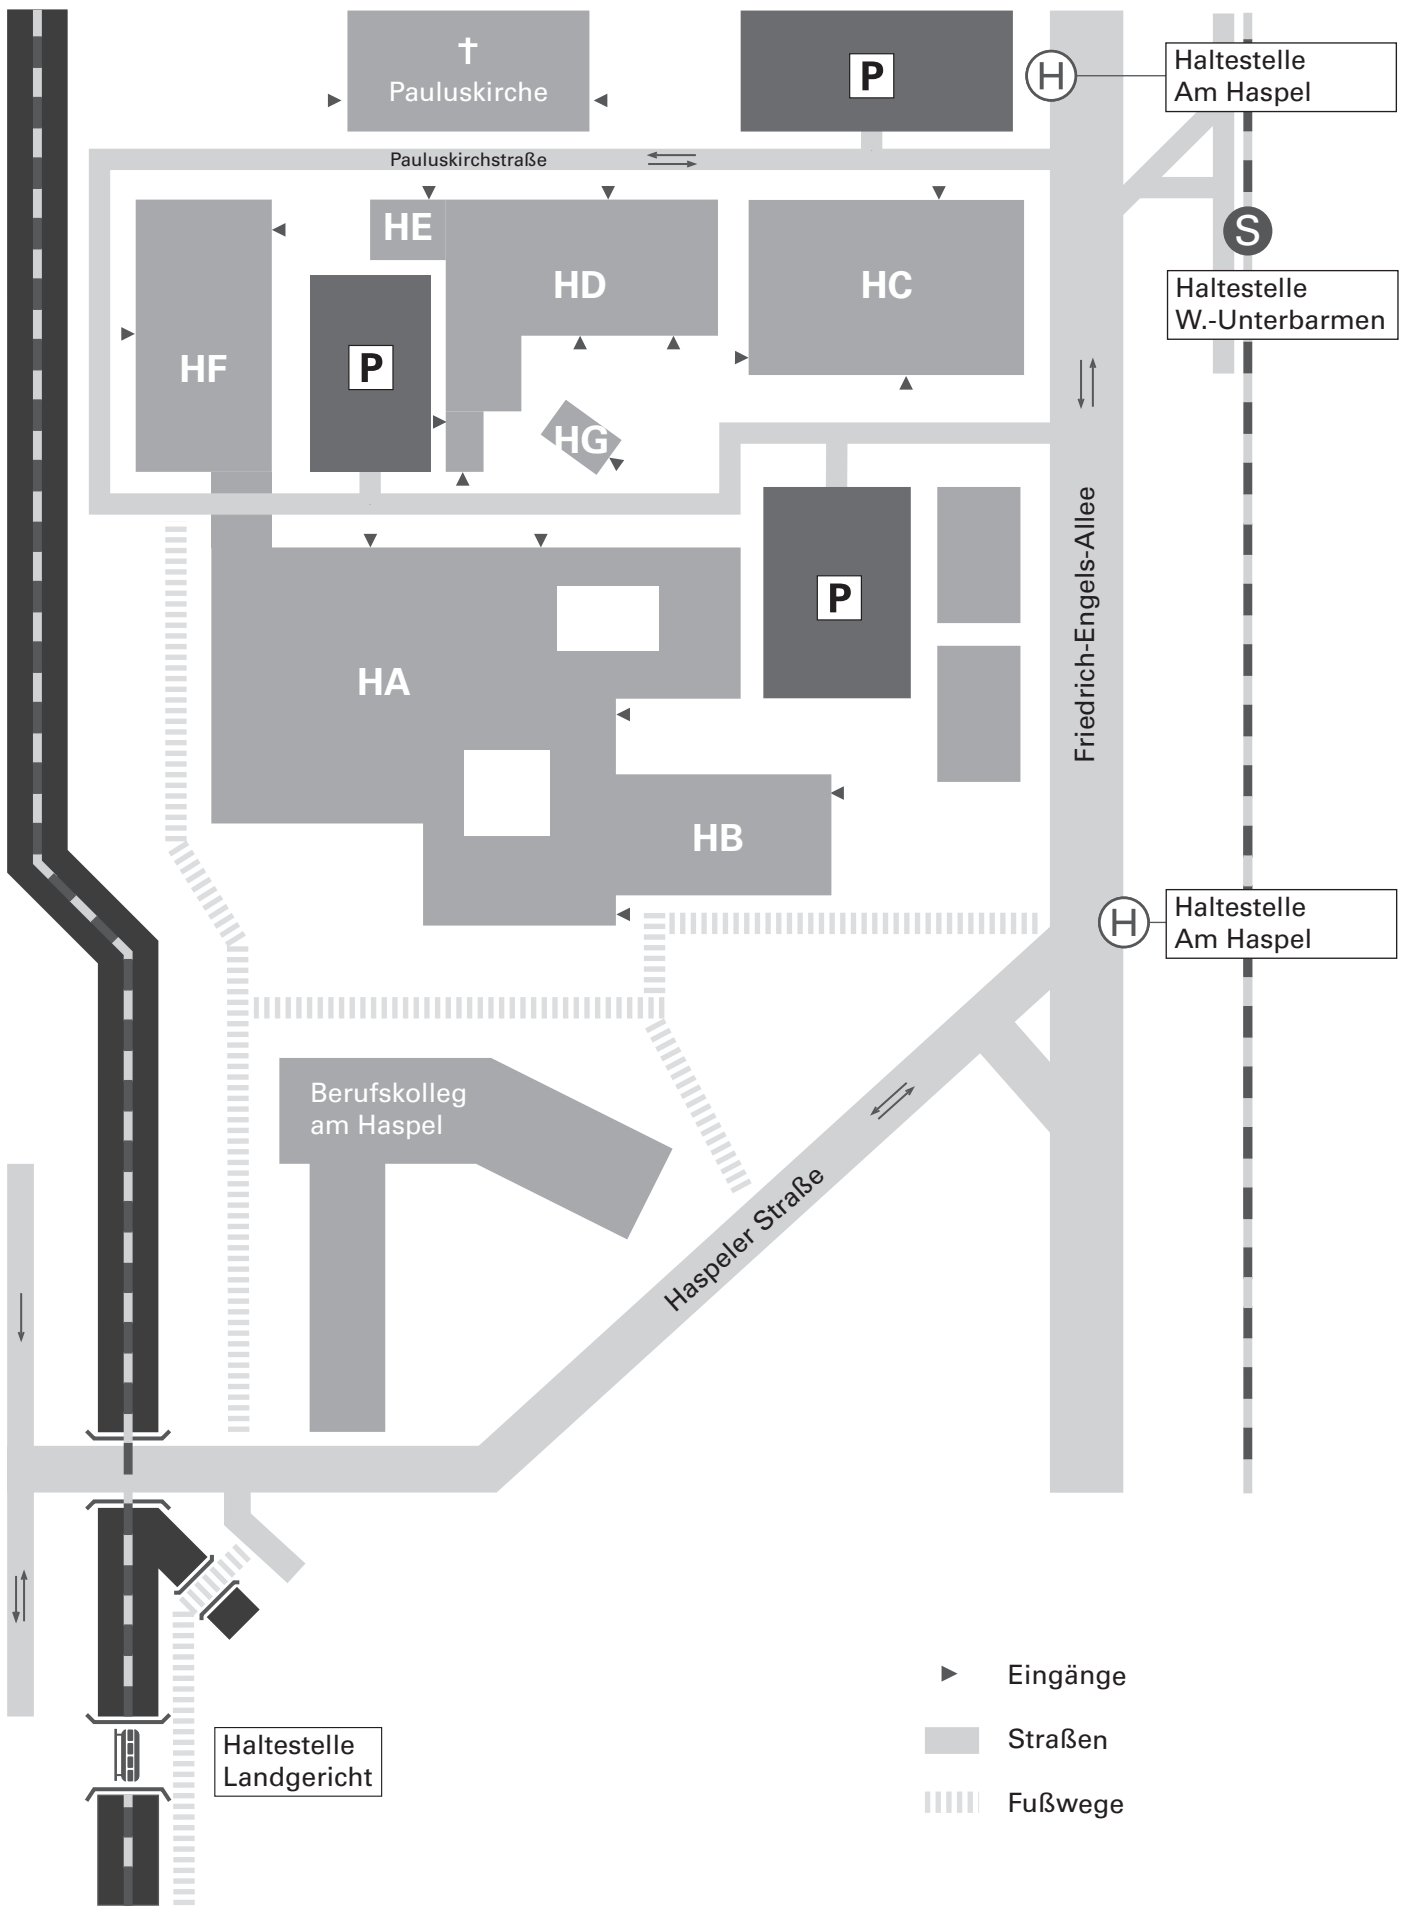 Pauluskirche
P
H
Haltestelle
Am Haspel
Pauluskirchstraße
HE
HD
HC
S
Haltestelle
W.-Unterbarmen
HF
P
HG
Friedrich-Engels-Allee
P
HA
HB
H
Haltestelle
Am Haspel
Berufskolleg
am Haspel
Haspeler Straße
Eingänge
Straßen
Fußwege
Haltestelle
Landgericht